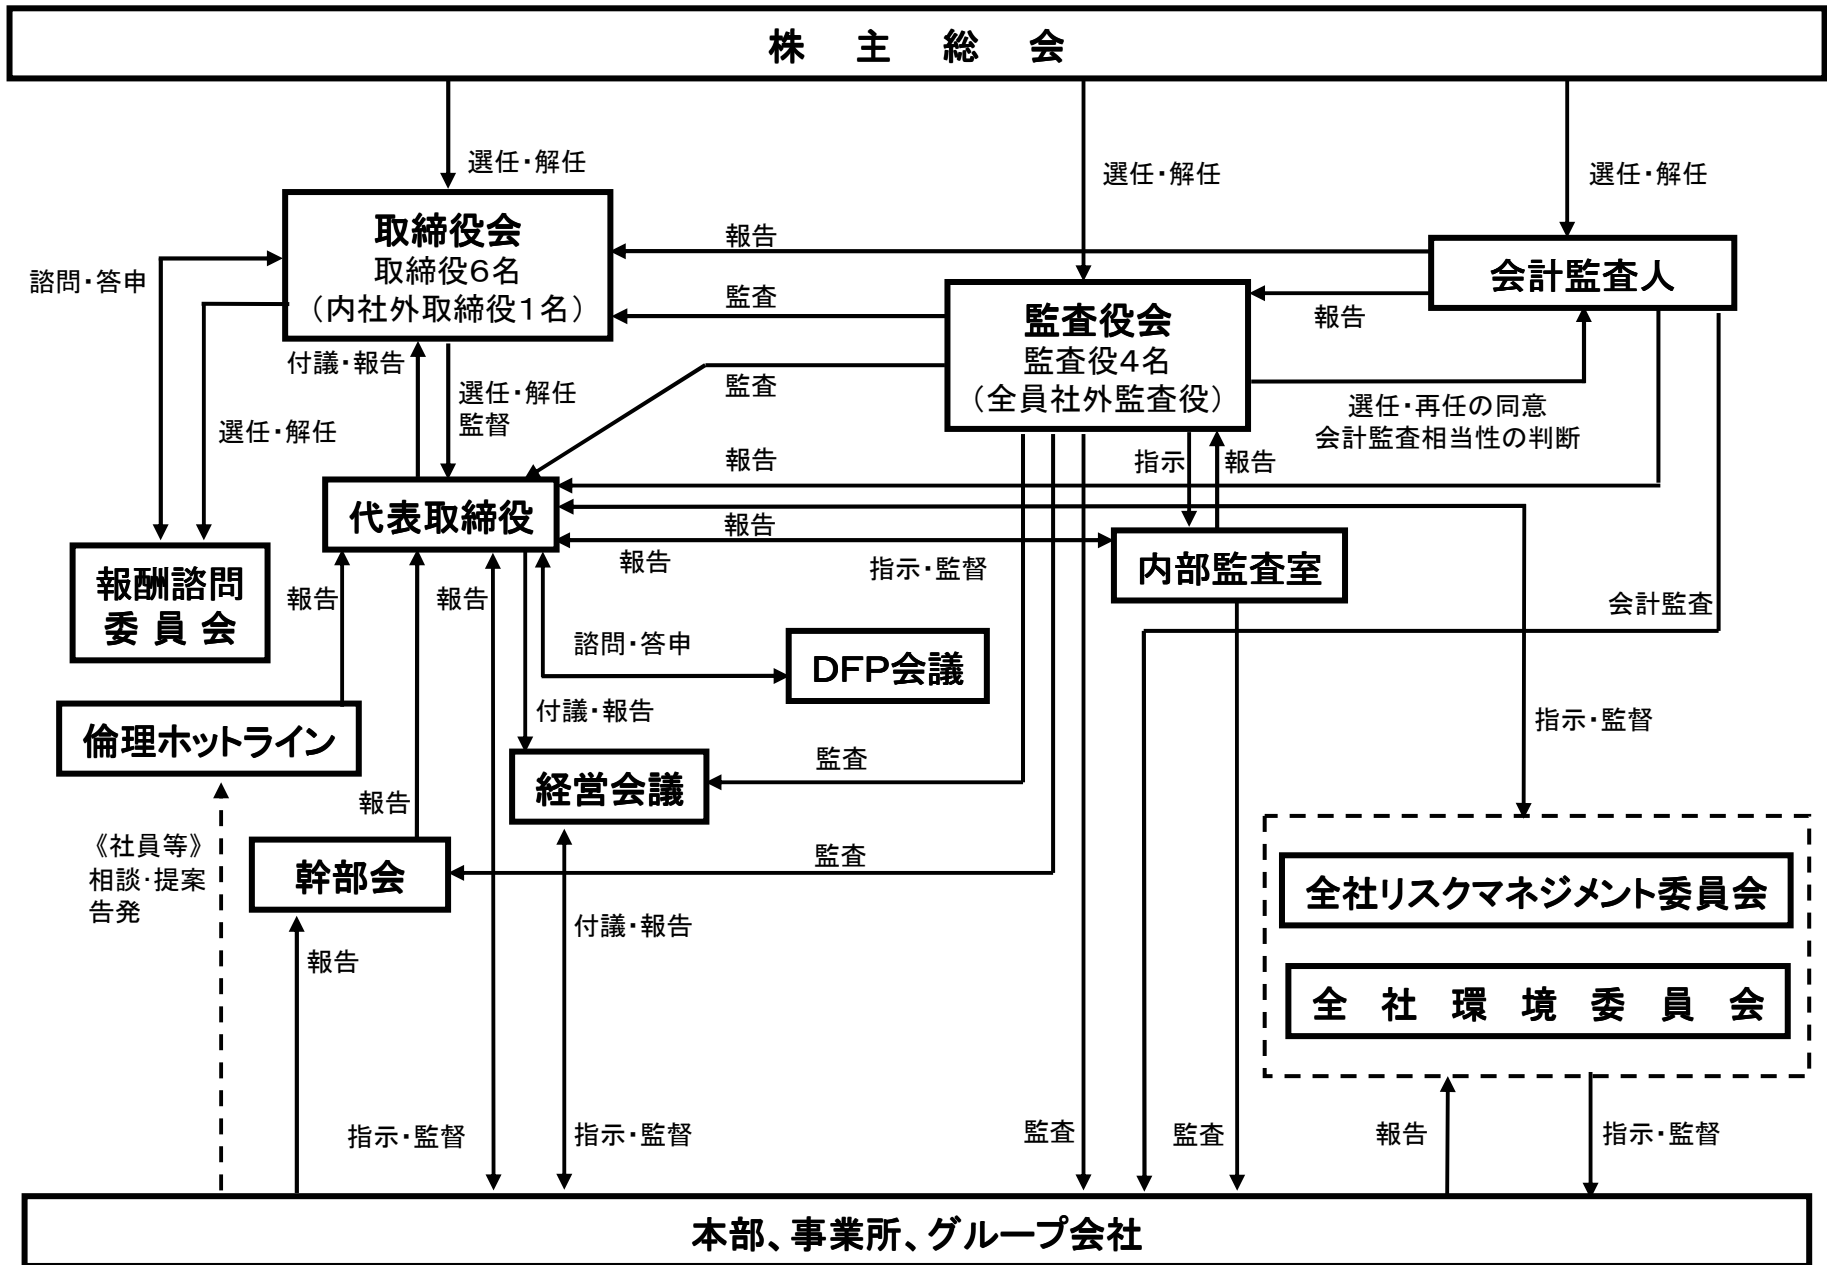 株主総会
選任・解任
選任・解任
選任・解任
取締役会
取締役6名
（内社外取締役1名）
報告
会計監査人
諮問・答申
監査
監査役会
監査役4名
（全員社外監査役）
報告
付議・報告
選任・解任
監督
監査
選任・再任の同意
会計監査相当性の判断
選任・解任
報告
指示
報告
代表取締役
報告
報告
指示・監督
内部監査室
報酬諮問
委員会
報告
報告
会計監査
諮問・答申
DFP会議
倫理ホットライン
付議・報告
指示・監督
経営会議
監査
報告
《社員等》
相談・提案
告発
幹部会
監査
全社リスクマネジメント委員会
付議・報告
報告
全社環境委員会
指示・監督
指示・監督
監査
監査
報告
指示・監督
本部、事業所、グループ会社